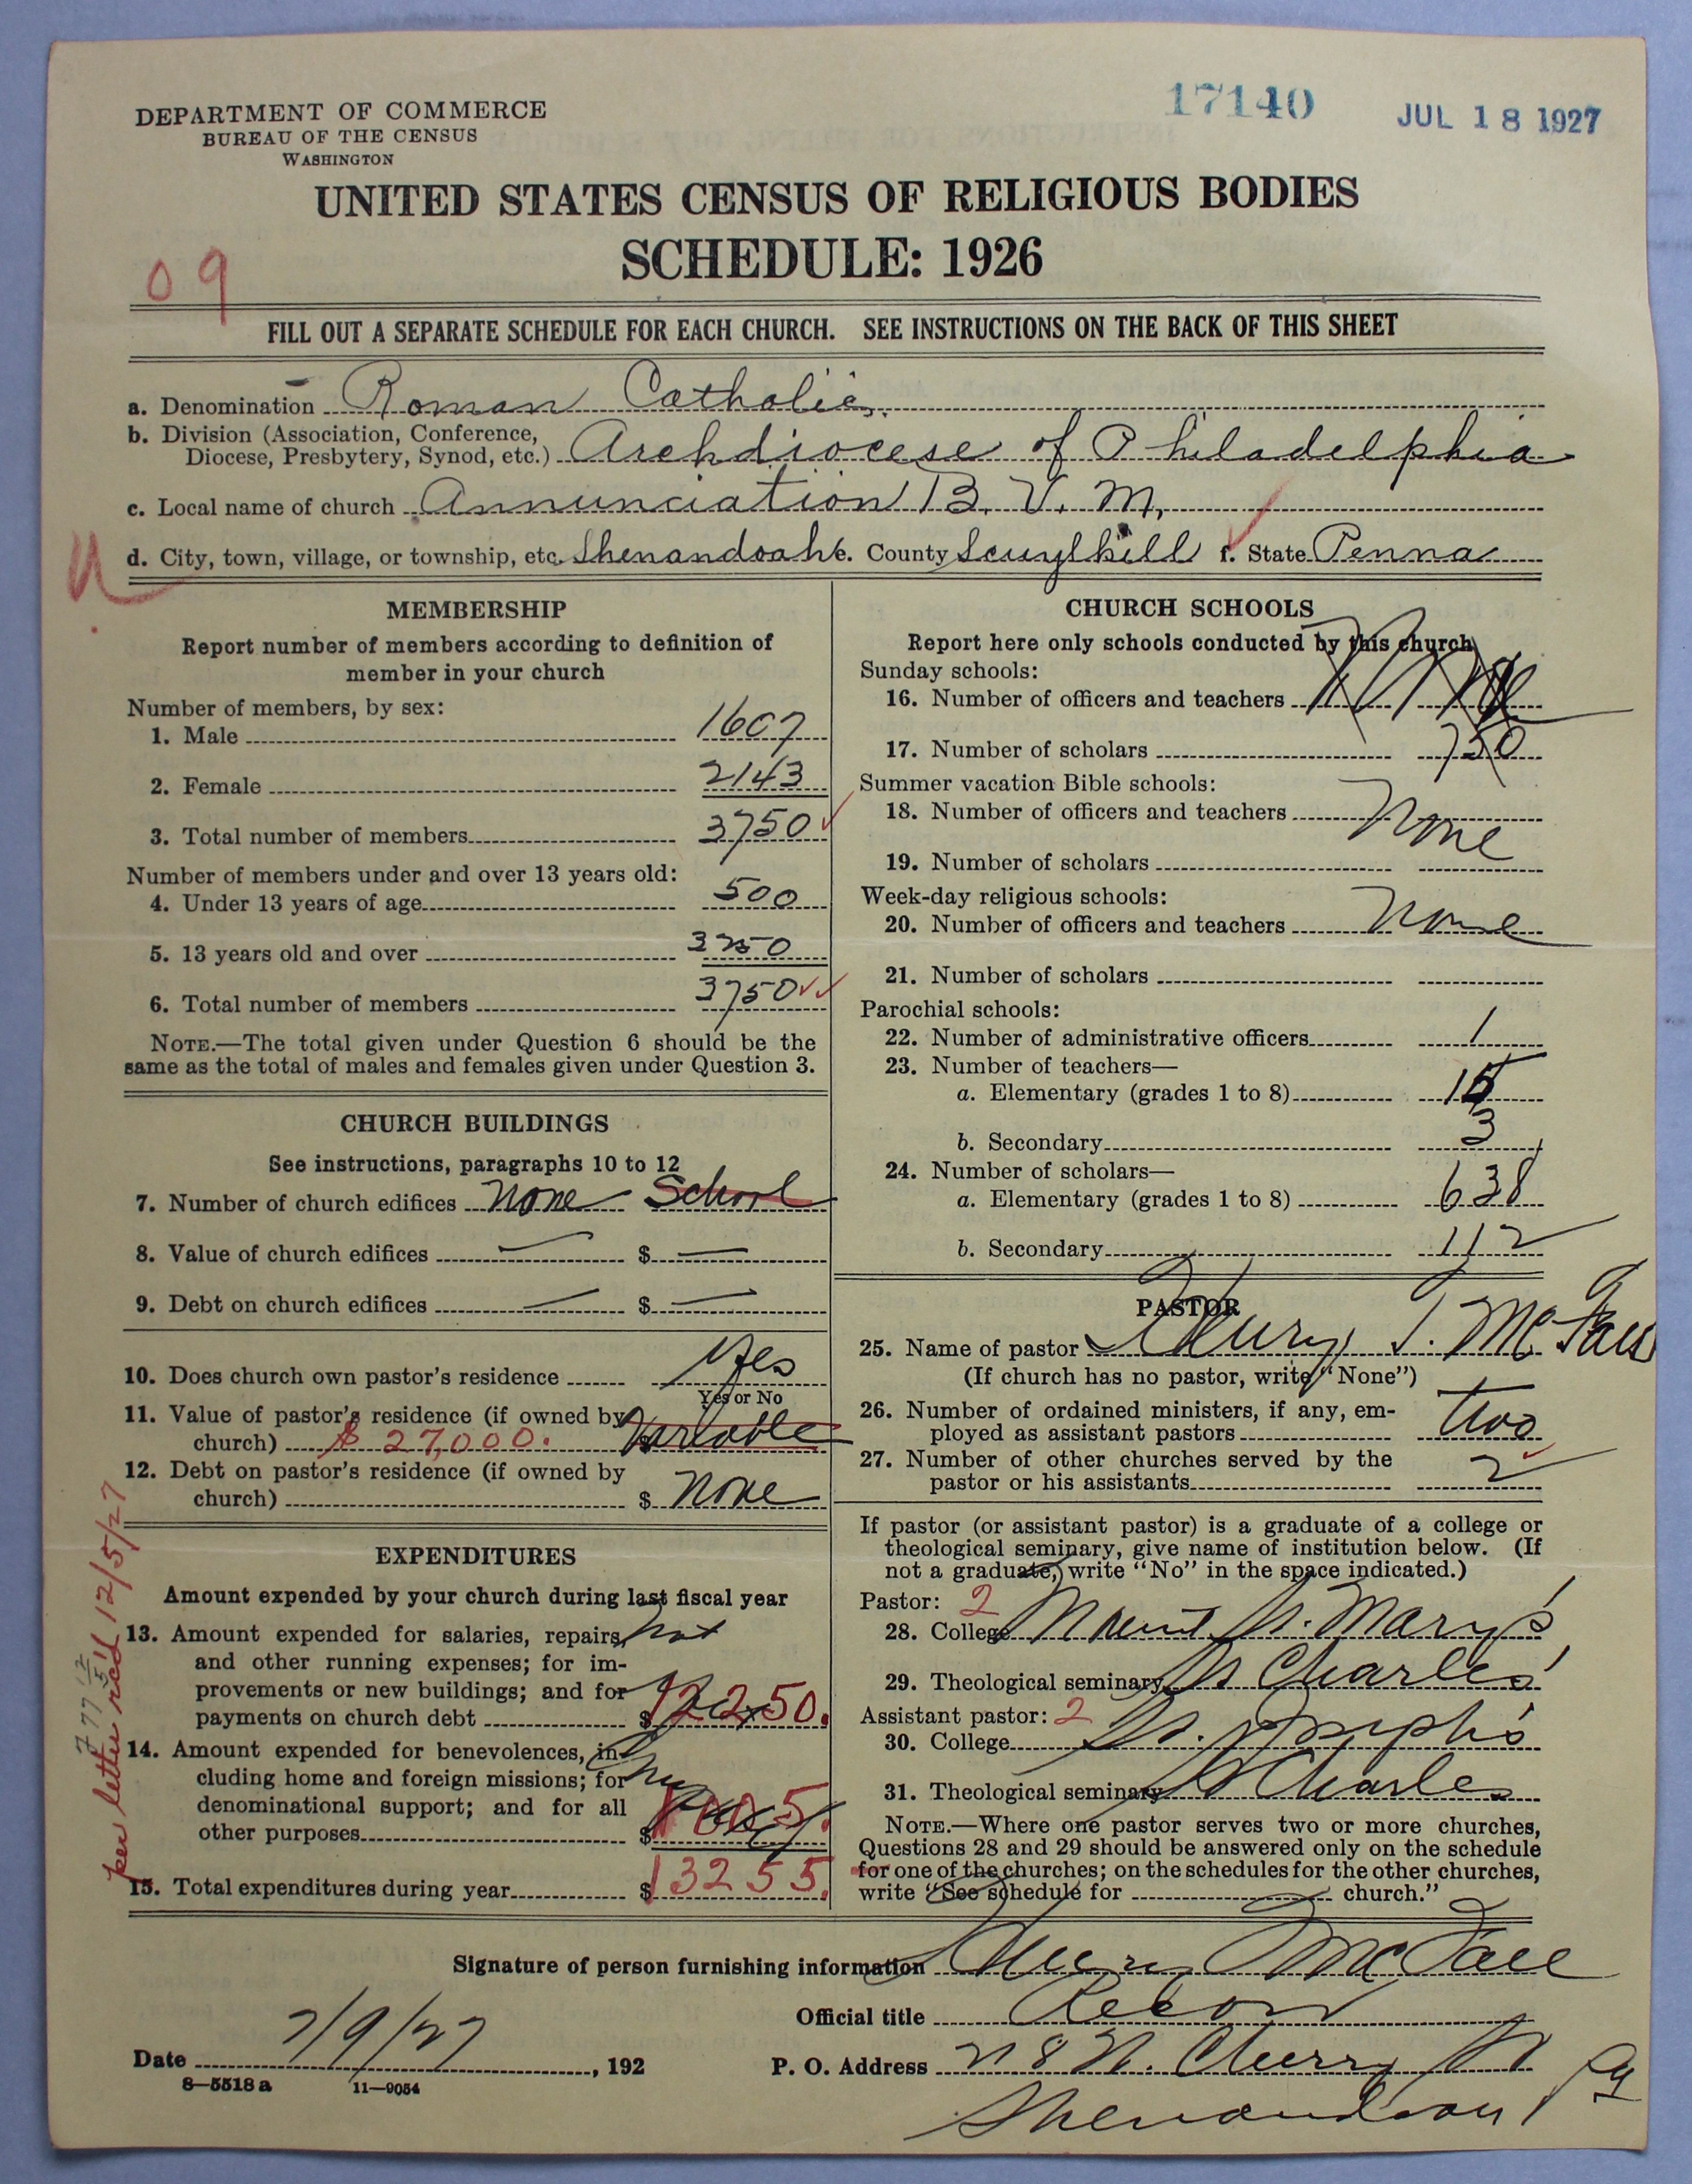 17140
JUL 18 1927
DEPARTMENT OF COMMERCE
BUREAU OF THE CENSUS
WASHINGTON
UNITED STATES CENSUS OF RELIGIOUS BODIES
SCHEDULE: 1926
09
FILL OUT A SEPARATE SCHEDULE FOR EACH CHURCH. SEE INSTRUCTIONS ON THE BACK OF THIS SHEET
a. Denomination Roman Catholic.
b. Division (Association, Conference,
Diocese, Presbytery, Synod, etc.) Archdiocese of Philadelphia
c. Local name of church Annunciation B. V. M.
d. City, town, village, or township, etc. Shenandoah e. County Scuylkill f. State Penna
MEMBERSHIP
Report number of members according to definition of
member in your church
Number of members, by sex:
1. Male 1607
2. Female 2143
3. Total number of members 3750
Number of members under and over 13 years old:
4. Under 13 years of age 500
5. 13 years old and over 3250
6. Total number of members 3750
NOTE.—The total given under Question 6 should be the
same as the total of males and females given under Question 3.
CHURCH BUILDINGS
See instructions, paragraphs 10 to 12
7. Number of church edifices None School
8. Value of church edifices — $ —
9. Debt on church edifices — $ —
10. Does church own pastor's residence Yes
Yes or No
11. Value of pastor's residence (if owned by
church) $ 27,000. Variable
12. Debt on pastor's residence (if owned by
church) $ None
EXPENDITURES
Amount expended by your church during last fiscal year
13. Amount expended for salaries, repairs,
and other running expenses; for im-
provements or new buildings; and for
payments on church debt $ 12250.
14. Amount expended for benevolences, in-
cluding home and foreign missions; for
denominational support; and for all
other purposes $ 1005.
15. Total expenditures during year $ 13255.
per letter rec'd 12/5/27
CHURCH SCHOOLS
Report here only schools conducted by this church
Sunday schools:
16. Number of officers and teachers
17. Number of scholars 750
Summer vacation Bible schools:
18. Number of officers and teachers None
19. Number of scholars
Week-day religious schools:
20. Number of officers and teachers None
21. Number of scholars
Parochial schools:
22. Number of administrative officers 1
23. Number of teachers—
a. Elementary (grades 1 to 8) 15
b. Secondary 3
24. Number of scholars—
a. Elementary (grades 1 to 8) 638
b. Secondary 112
PASTOR
25. Name of pastor Henry T. McFall
(If church has no pastor, write "None")
26. Number of ordained ministers, if any, em-
ployed as assistant pastors two
27. Number of other churches served by the
pastor or his assistants 2
If pastor (or assistant pastor) is a graduate of a college or
theological seminary, give name of institution below. (If
not a graduate, write "No" in the space indicated.)
Pastor: 2
28. College Mount St. Mary's
29. Theological seminary St Charles'
Assistant pastor: 2
30. College St. Joseph's
31. Theological seminary St Charles
NOTE.—Where one pastor serves two or more churches,
Questions 28 and 29 should be answered only on the schedule
for one of the churches; on the schedules for the other churches,
write "See schedule for church."
Signature of person furnishing information Henry T McFall
Official title Rector
Date 7/9/27, 192
P. O. Address 218 N. Cherry St
Shenandoah Pa
8—5518 a 11—9054